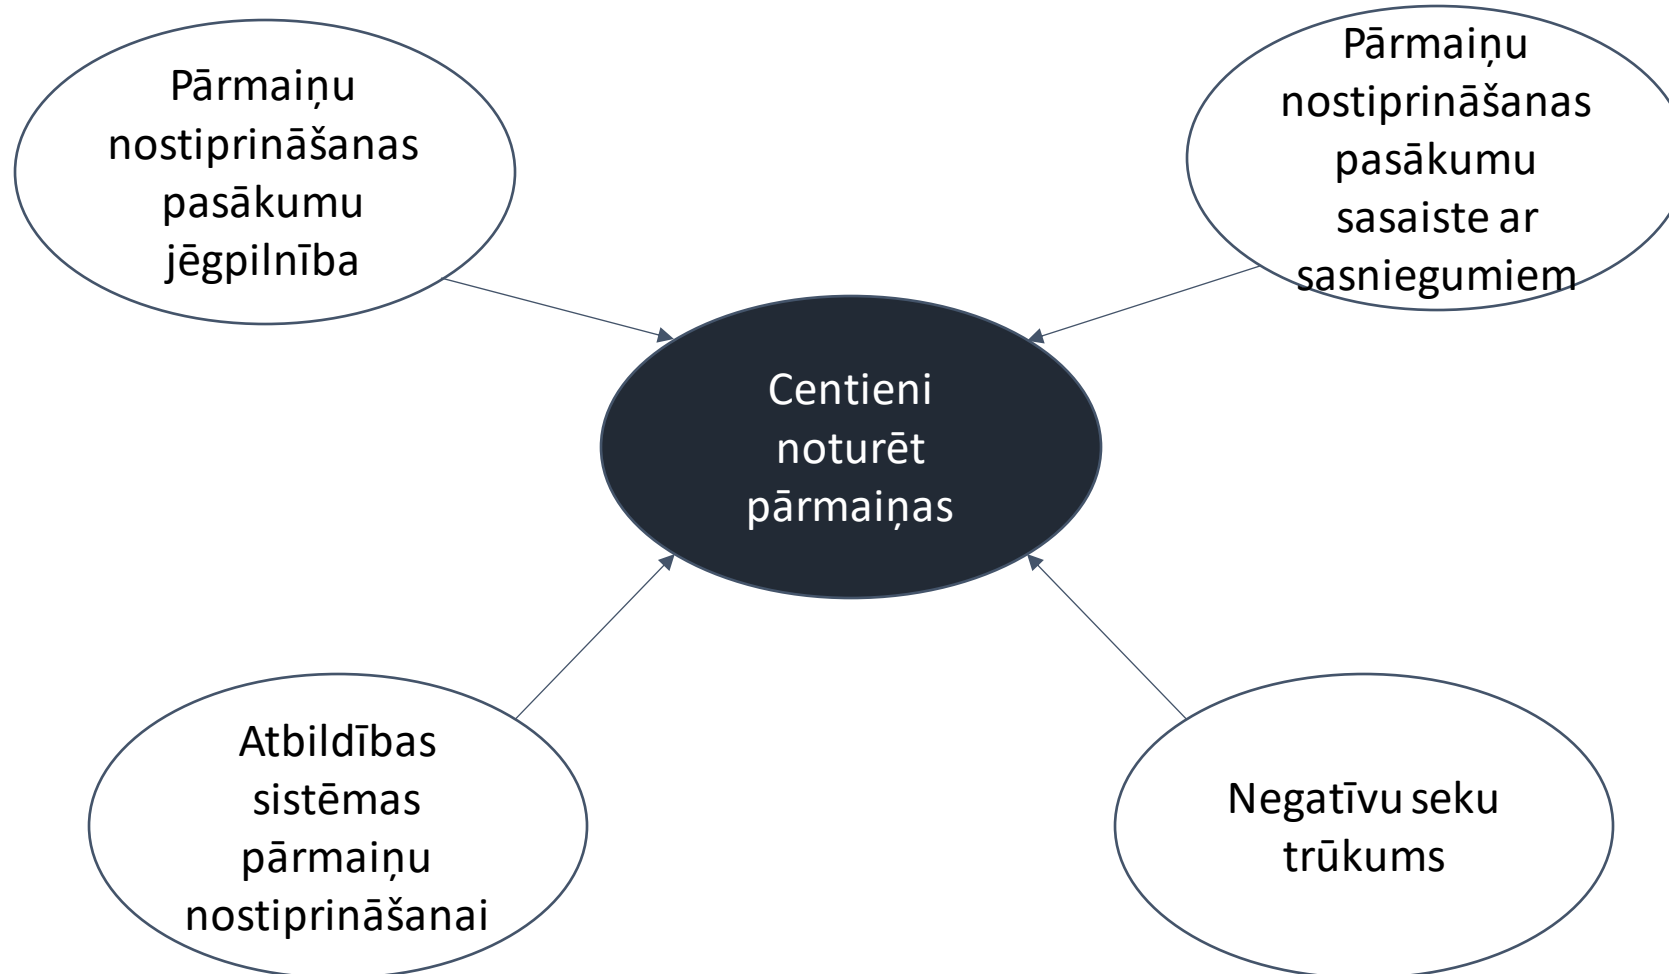 Pārmaiņu
nostiprināšanas
pasākumu
jēgpilnība
Pārmaiņu
nostiprināšanas
pasākumu
sasaiste ar
sasniegumiem
Centieni
noturēt
pārmaiņas
Atbildības
sistēmas
pārmaiņu
nostiprināšanai
Negatīvu seku
trūkums